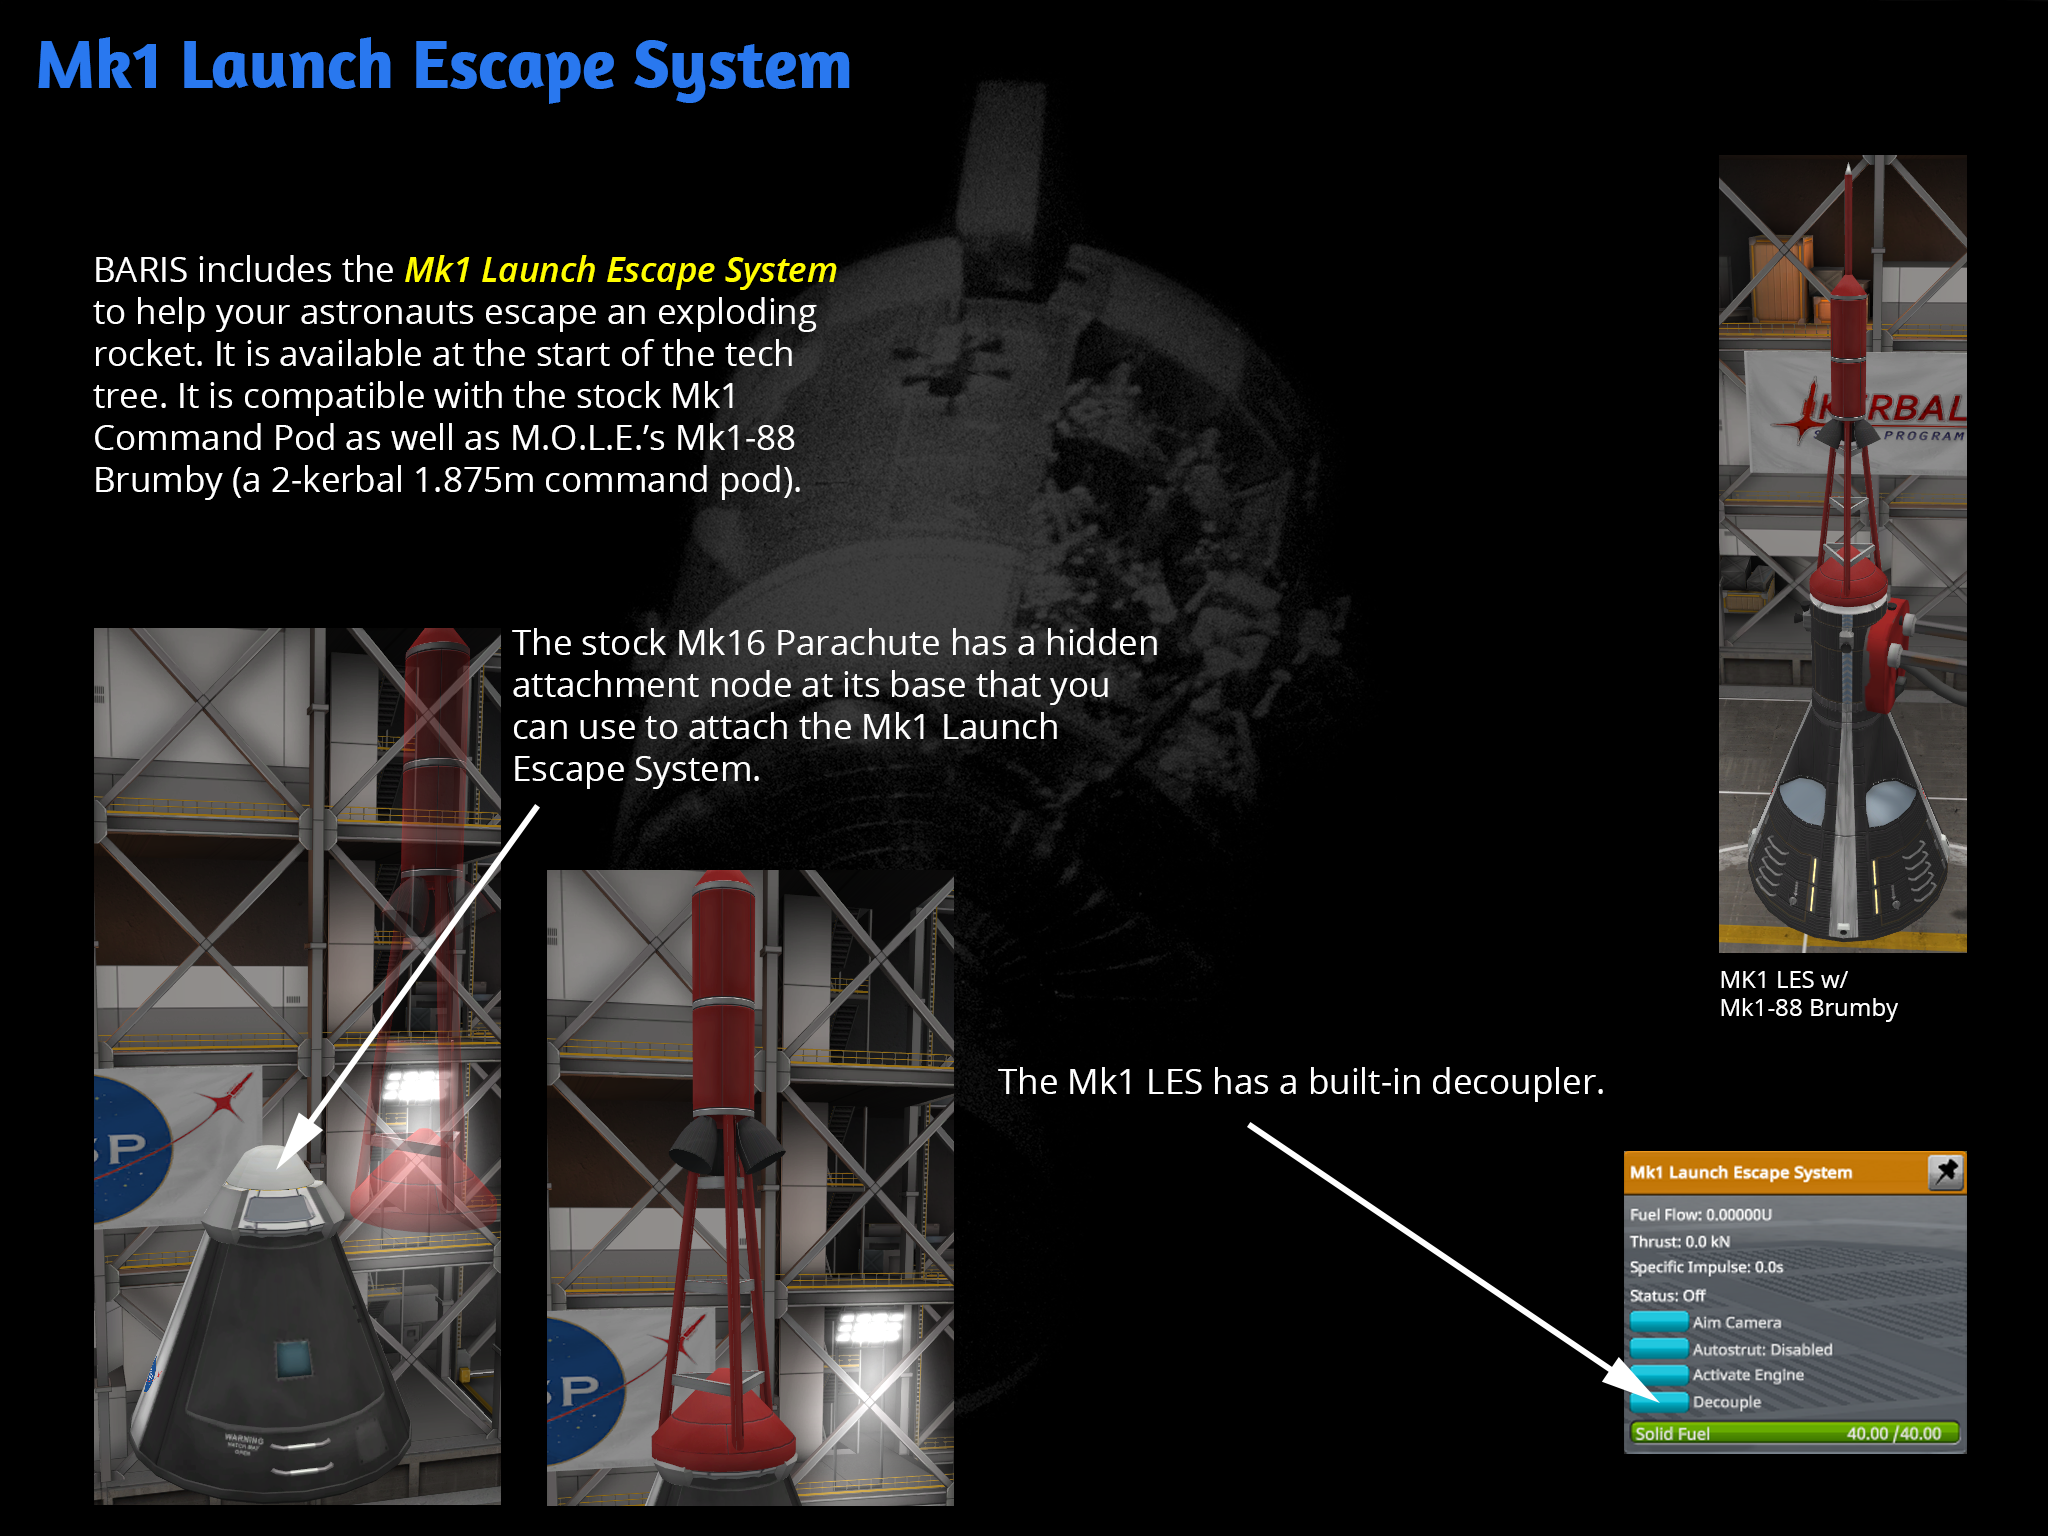 Mk1 Launch Escape System
BARIS includes the Mk1 Launch Escape System
to help your astronauts escape an exploding
rocket. It is available at the start of the tech
tree. It is compatible with the stock Mk1
Command Pod as well as M.O.L.E.’s Mk1-88
Brumby (a 2-kerbal 1.875m command pod).
KERBAL
PROGRAM
The stock Mk16 Parachute has a hidden
attachment node at its base that you
can use to attach the Mk1 Launch
Escape System.
MK1 LES w/
Mk1-88 Brumby
The Mk1 LES has a built-in decoupler.
SP
WARNING
SP
Mk1 Launch Escape System
Fuel Flow: 0.00000U
Thrust: 0.0 kN
Specific Impulse: 0.0s
Status: Off
Aim Camera
Autostrut: Disabled
Activate Engine
Decouple
Solid Fuel 40.00 /40.00